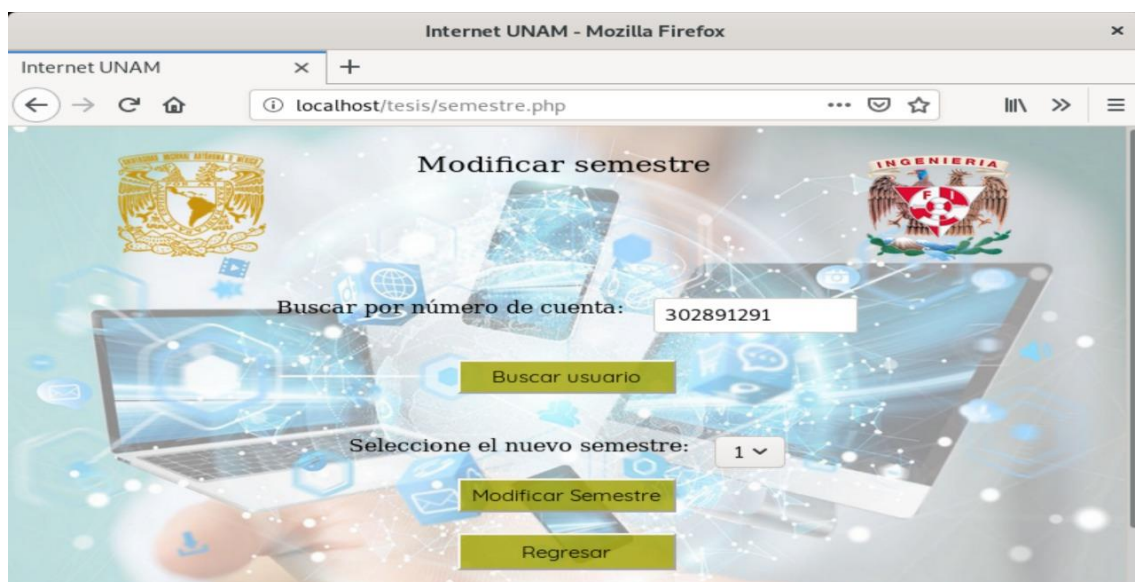 Internet UNAM - Mozilla Firefox
Internet UNAM
localhost/tesis/semestre.php
Modificar semestre
INGENIERIA
F I
Buscar por número de cuenta: 302891291
Buscar usuario
Seleccione el nuevo semestre: 1
Modificar Semestre
Regresar